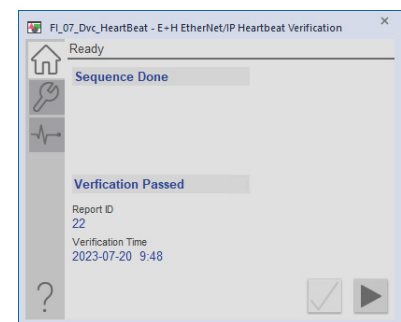 FI_07_Dvc_HeartBeat - E+H EtherNet/IP Heartbeat Verification
Ready
Sequence Done
Verfication Passed
Report ID
22
Verification Time
2023-07-20 9:48
?